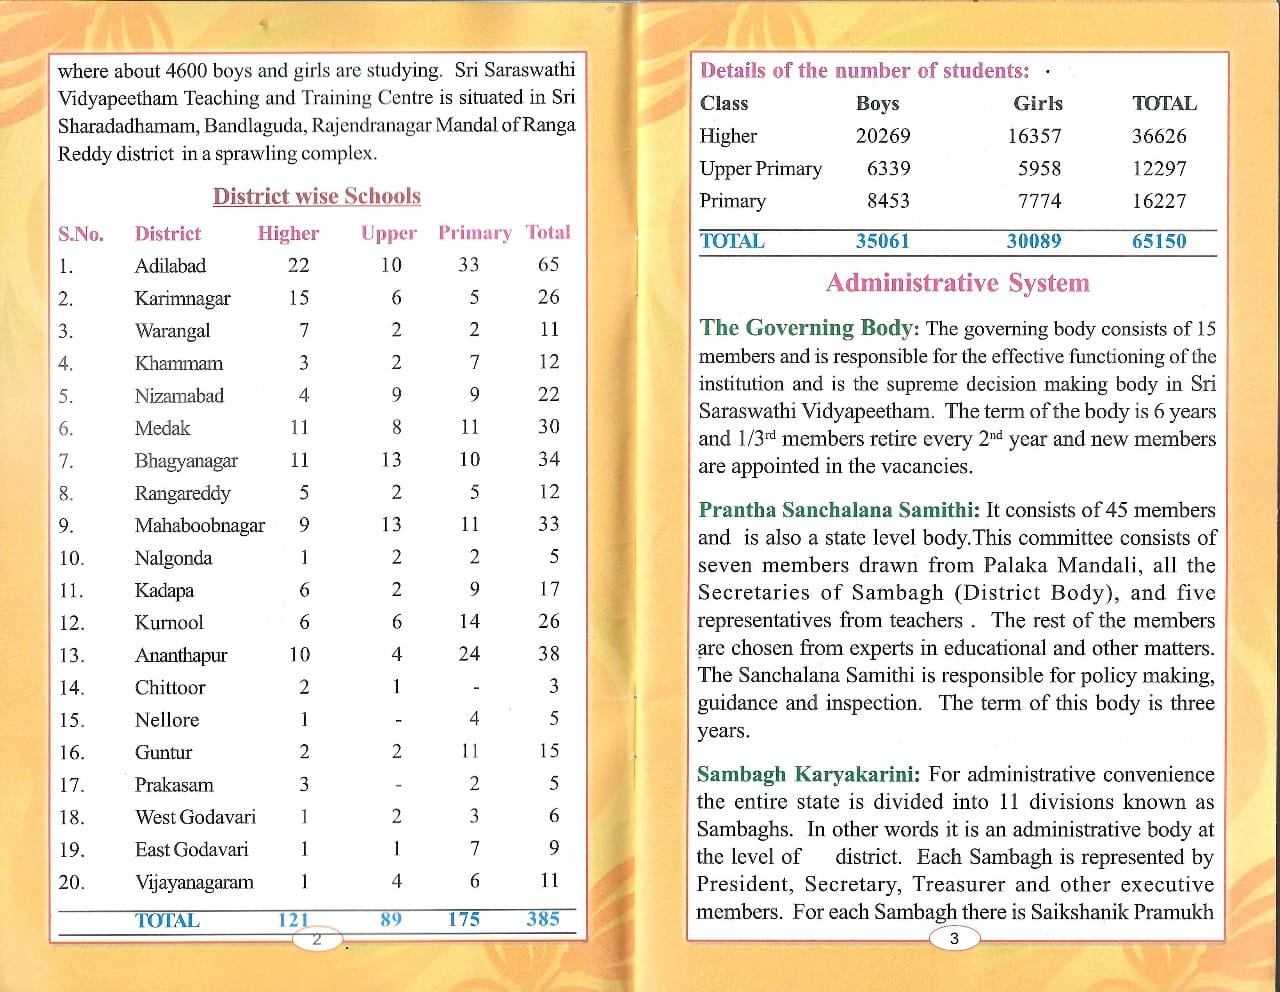 where about 4600 boys and girls are studying. Sri Saraswathi
Vidyapeetham Teaching and Training Centre is situated in Sri
Sharadadhamam, Bandlaguda, Rajendranagar Mandal of Ranga
Reddy district in a sprawling complex.
District wise Schools
S.No. District Higher Upper Primary Total
1. Adilabad 22 10 33 65
2. Karimnagar 15 6 5 26
3. Warangal 7 2 2 11
4. Khammam 3 2 7 12
5. Nizamabad 4 9 9 22
6. Medak 11 8 11 30
7. Bhagyanagar 11 13 10 34
8. Rangareddy 5 2 5 12
9. Mahaboobnagar 9 13 11 33
10. Nalgonda 1 2 2 5
11. Kadapa 6 2 9 17
12. Kurnool 6 6 14 26
13. Ananthapur 10 4 24 38
14. Chittoor 2 1 - 3
15. Nellore 1 - 4 5
16. Guntur 2 2 11 15
17. Prakasam 3 - 2 5
18. West Godavari 1 2 3 6
19. East Godavari 1 1 7 9
20. Vijayanagaram 1 4 6 11
TOTAL 121 89 175 385
2
Details of the number of students:
Class Boys Girls TOTAL
Higher 20269 16357 36626
Upper Primary 6339 5958 12297
Primary 8453 7774 16227
TOTAL 35061 30089 65150
Administrative System
The Governing Body: The governing body consists of 15
members and is responsible for the effective functioning of the
institution and is the supreme decision making body in Sri
Saraswathi Vidyapeetham. The term of the body is 6 years
and 1/3rd members retire every 2nd year and new members
are appointed in the vacancies.
Prantha Sanchalana Samithi: It consists of 45 members
and is also a state level body.This committee consists of
seven members drawn from Palaka Mandali, all the
Secretaries of Sambagh (District Body), and five
representatives from teachers . The rest of the members
are chosen from experts in educational and other matters.
The Sanchalana Samithi is responsible for policy making,
guidance and inspection. The term of this body is three
years.
Sambagh Karyakarini: For administrative convenience
the entire state is divided into 11 divisions known as
Sambaghs. In other words it is an administrative body at
the level of district. Each Sambagh is represented by
President, Secretary, Treasurer and other executive
members. For each Sambagh there is Saikshanik Pramukh
3